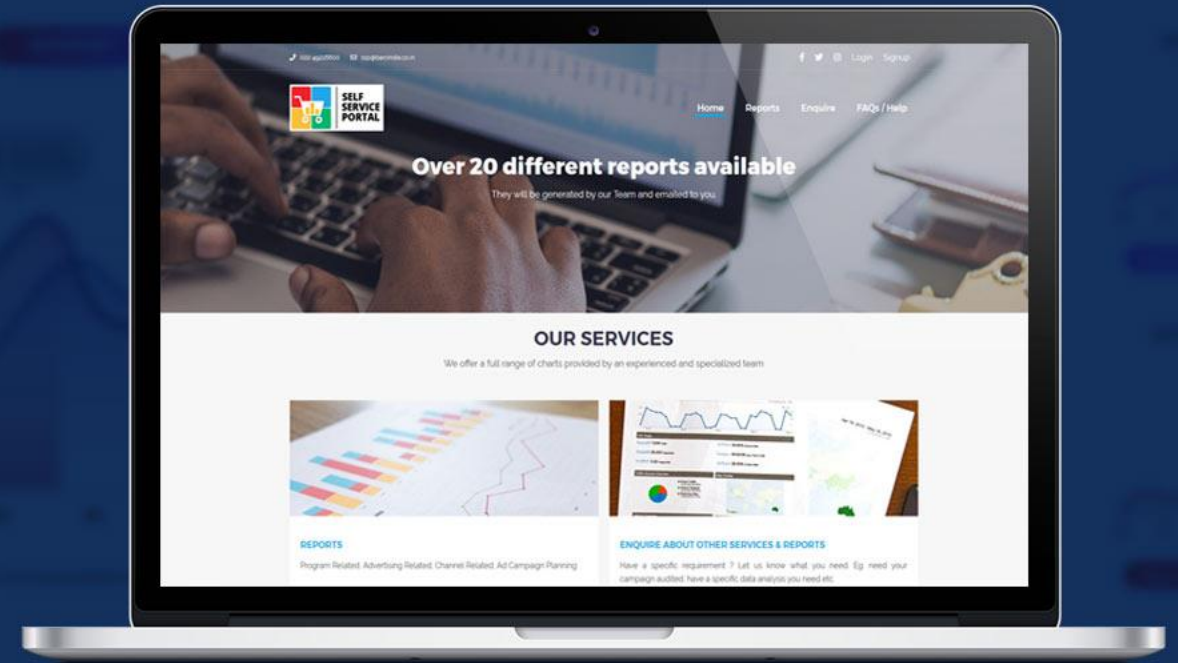 Login Signup
SELF
SERVICE
PORTAL
Home Reports Enquire FAQs / Help
Over 20 different reports available
They will be generated by our Team and emailed to you.
OUR SERVICES
We offer a full range of charts provided by an experienced and specialized team
REPORTS
Program Related, Advertising Related, Channel Related, Ad Campaign Planning
ENQUIRE ABOUT OTHER SERVICES & REPORTS
Have a specific requirement ? Let us know what you need. Eg: need your
campaign audited, have a specific data analysis you need etc.